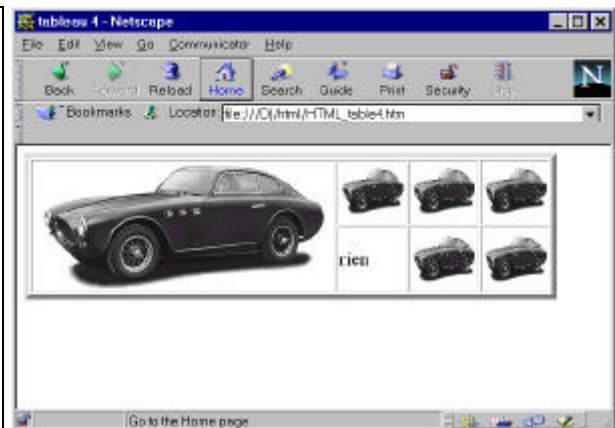 tableau 4 - Netscape
File Edit View Go Communicator Help
Back Forward Reload Home Search Guide Print Security
Bookmarks Location: file:///D|/html/HTML_table4.htm
N
rien
Go to the Home page